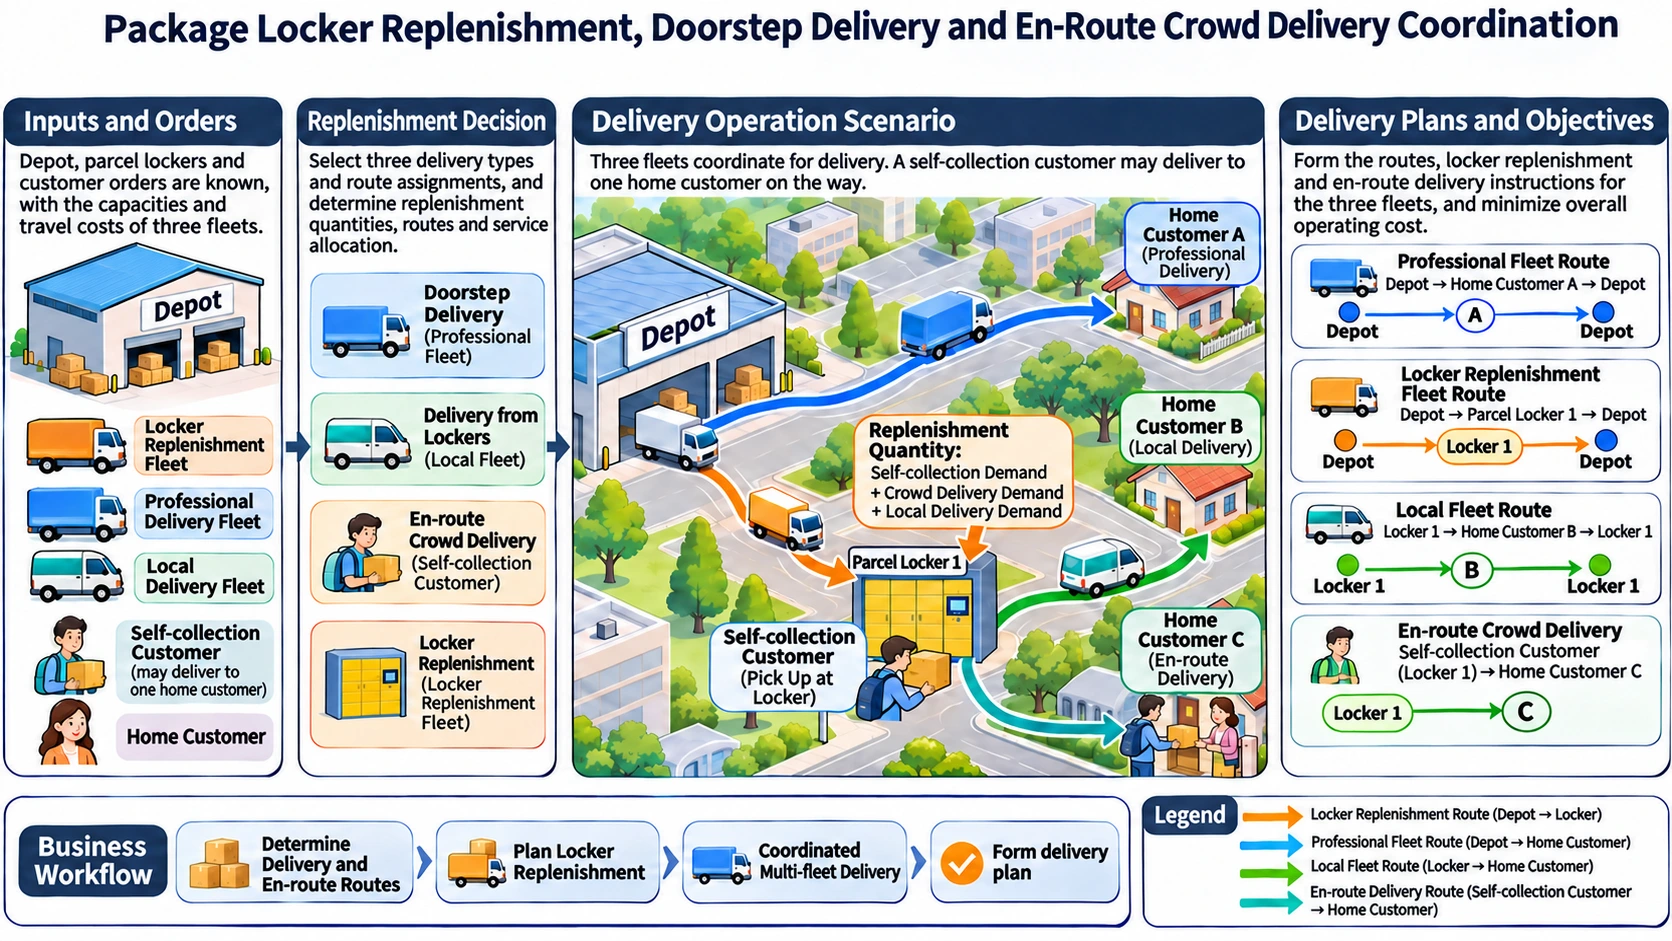 Package Locker Replenishment, Doorstep Delivery and En-Route Crowd Delivery Coordination
Inputs and Orders
Depot, parcel lockers and
customer orders are known,
with the capacities and
travel costs of three fleets.
Depot
Locker
Replenishment
Fleet
Professional
Delivery Fleet
Local
Delivery Fleet
Self-collection
Customer
(may deliver to
one home customer)
Home Customer
Replenishment Decision
Select three delivery types
and route assignments, and
determine replenishment
quantities, routes and service
allocation.
Doorstep
Delivery
(Professional
Fleet)
Delivery from
Lockers
(Local Fleet)
En-route
Crowd Delivery
(Self-collection
Customer)
Locker
Replenishment
(Locker
Replenishment
Fleet)
Delivery Operation Scenario
Three fleets coordinate for delivery. A self-collection customer may deliver to
one home customer on the way.
Depot
Home
Customer A
(Professional
Delivery)
Home
Customer B
(Local Delivery)
Replenishment
Quantity:
Self-collection Demand
+ Crowd Delivery Demand
+ Local Delivery Demand
Parcel Locker 1
Self-collection
Customer
(Pick Up at
Locker)
Home
Customer C
(En-route
Delivery)
Delivery Plans and Objectives
Form the routes, locker replenishment
and en-route delivery instructions for
the three fleets, and minimize overall
operating cost.
Professional Fleet Route
Depot → Home Customer A → Depot
A
Depot
Depot
Locker Replenishment
Fleet Route
Depot → Parcel Locker 1 → Depot
Locker 1
Depot
Depot
Local Fleet Route
Locker 1 → Home Customer B → Locker 1
B
Locker 1
Locker 1
En-route Crowd Delivery
Self-collection Customer
(Locker 1) → Home Customer C
Locker 1
C
Business
Workflow
Determine
Delivery and
En-route Routes
Plan Locker
Replenishment
Coordinated
Multi-fleet Delivery
Form delivery
plan
Legend
Locker Replenishment Route (Depot → Locker)
Professional Fleet Route (Depot → Home Customer)
Local Fleet Route (Locker → Home Customer)
En-route Delivery Route (Self-collection Customer
→ Home Customer)